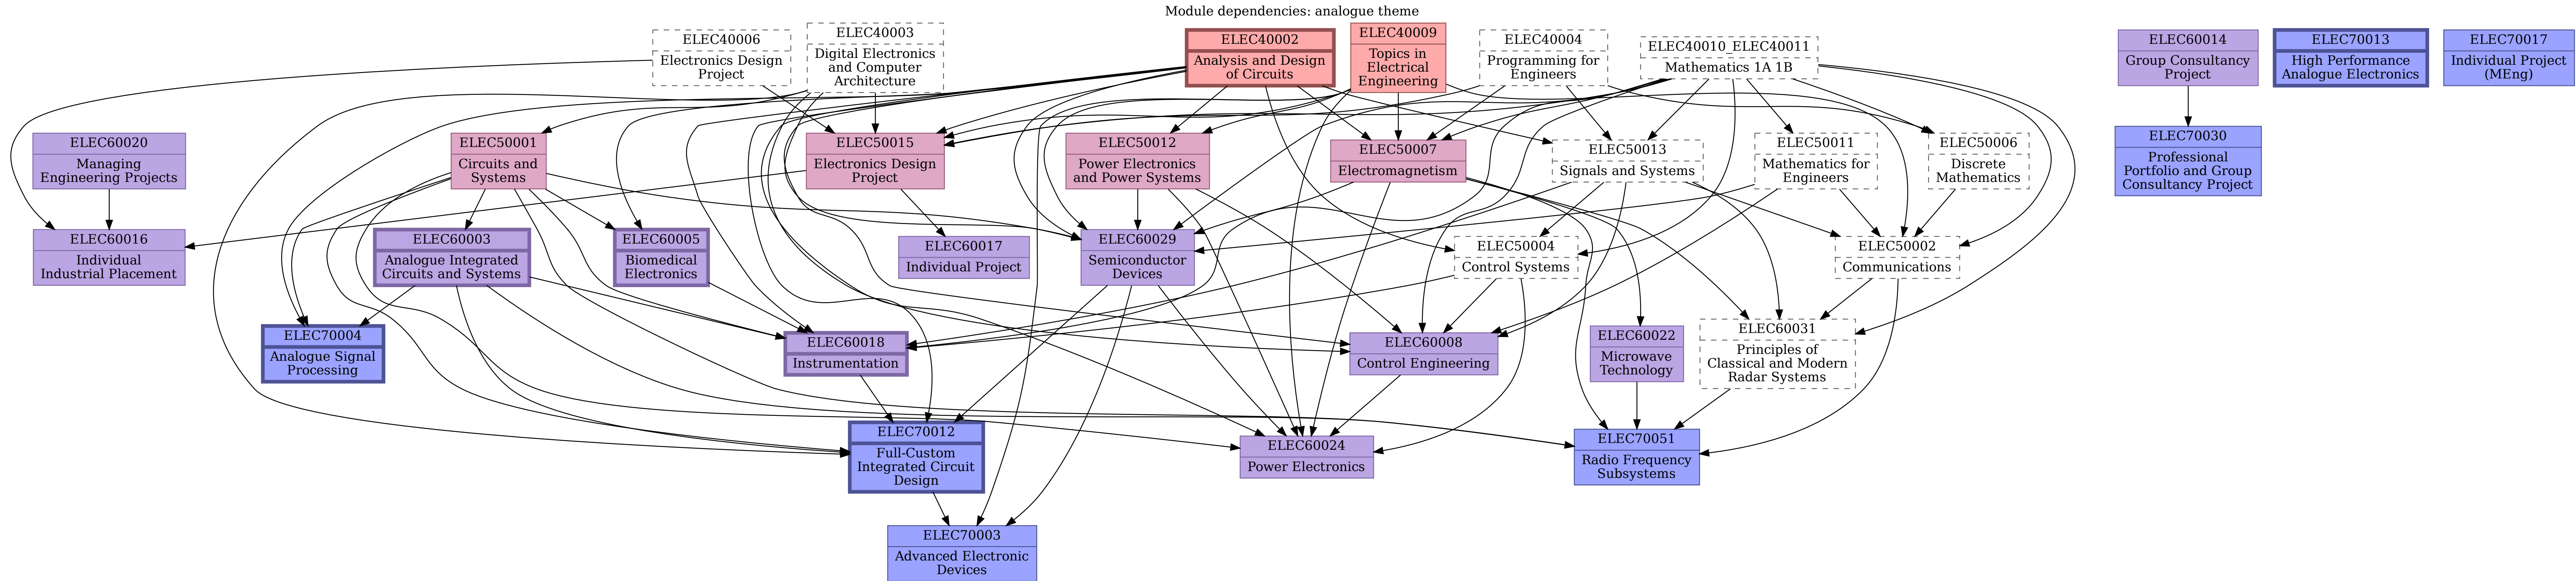 Module dependencies: analogue theme
ELEC40006
Electronics Design
Project
ELEC40003
Digital Electronics
and Computer
Architecture
ELEC40002
Analysis and Design
of Circuits
ELEC40009
Topics in
Electrical
Engineering
ELEC40004
Programming for
Engineers
ELEC40010_ELEC40011
Mathematics 1A 1B
ELEC60014
Group Consultancy
Project
ELEC70013
High Performance
Analogue Electronics
ELEC70017
Individual Project
(MEng)
ELEC60020
Managing
Engineering Projects
ELEC50001
Circuits and
Systems
ELEC50015
Electronics Design
Project
ELEC50012
Power Electronics
and Power Systems
ELEC50007
Electromagnetism
ELEC50013
Signals and Systems
ELEC50011
Mathematics for
Engineers
ELEC50006
Discrete
Mathematics
ELEC70030
Professional
Portfolio and Group
Consultancy Project
ELEC60016
Individual
Industrial Placement
ELEC60003
Analogue Integrated
Circuits and Systems
ELEC60005
Biomedical
Electronics
ELEC60017
Individual Project
ELEC60029
Semiconductor
Devices
ELEC50004
Control Systems
ELEC50002
Communications
ELEC70004
Analogue Signal
Processing
ELEC60018
Instrumentation
ELEC60008
Control Engineering
ELEC60022
Microwave
Technology
ELEC60031
Principles of
Classical and Modern
Radar Systems
ELEC70012
Full-Custom
Integrated Circuit
Design
ELEC60024
Power Electronics
ELEC70051
Radio Frequency
Subsystems
ELEC70003
Advanced Electronic
Devices